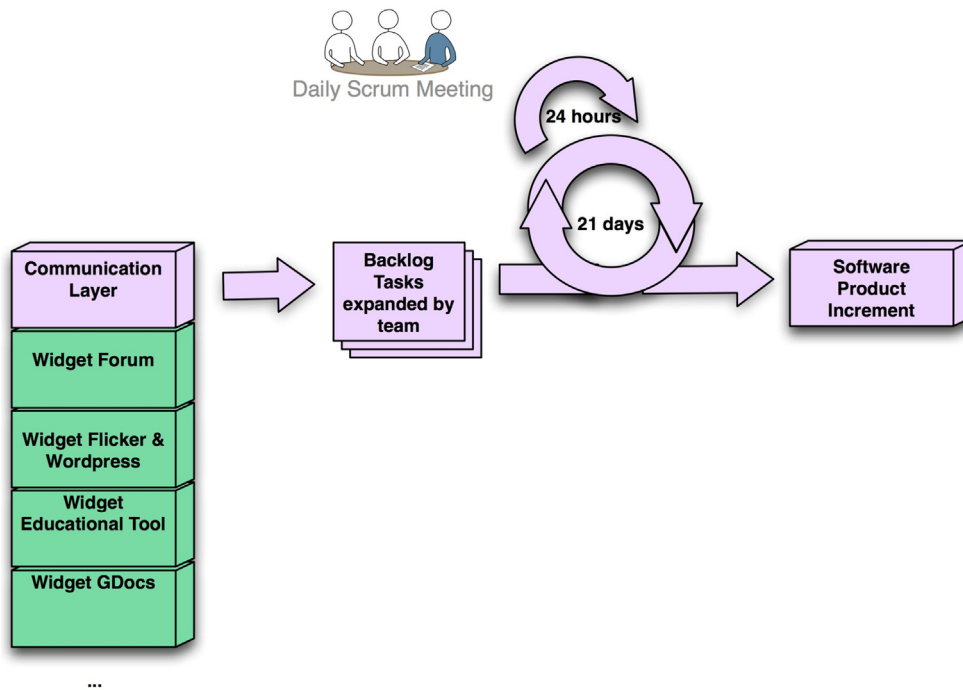 Daily Scrum Meeting
24 hours
21 days
Communication
Layer
Widget Forum
Widget Flicker &
Wordpress
Widget
Educational Tool
Widget GDocs
...
Backlog
Tasks
expanded by
team
Software
Product
Increment